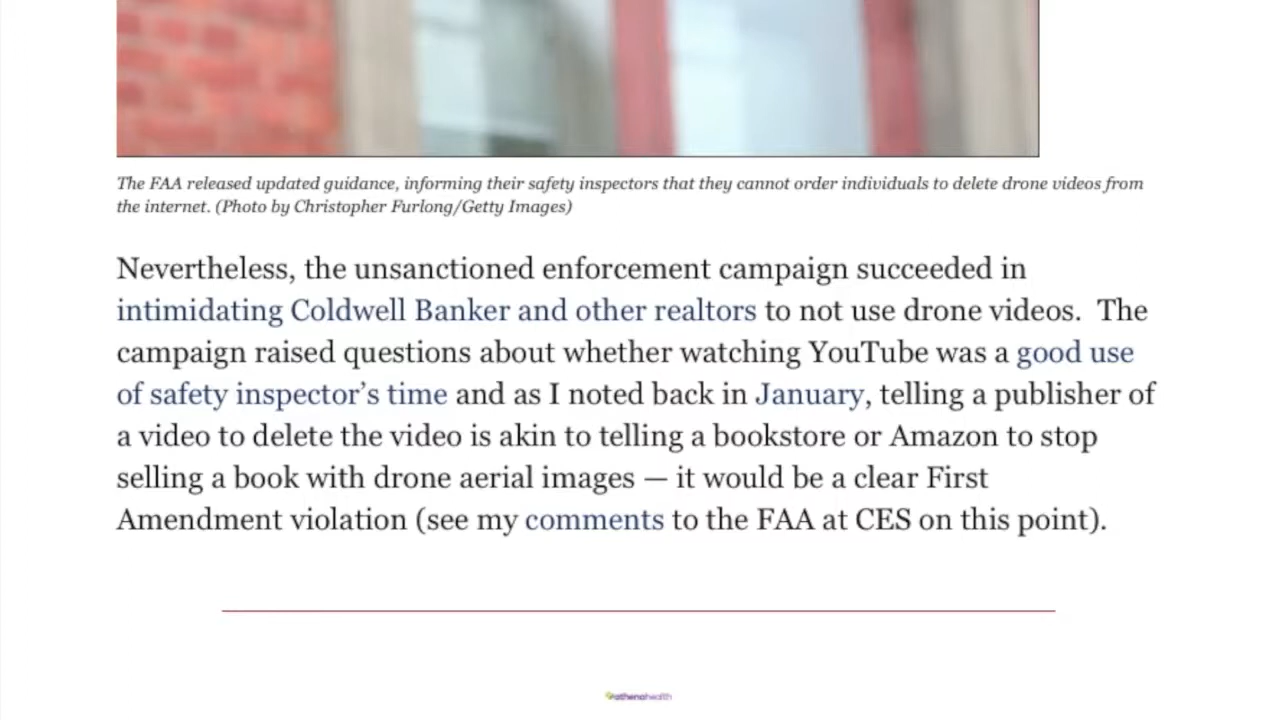 The FAA released updated guidance, informing their safety inspectors that they cannot order individuals to delete drone videos from
the internet. (Photo by Christopher Furlong/Getty Images)
Nevertheless, the unsanctioned enforcement campaign succeeded in
intimidating Coldwell Banker and other realtors to not use drone videos.  The
campaign raised questions about whether watching YouTube was a good use
of safety inspector’s time and as I noted back in January, telling a publisher of
a video to delete the video is akin to telling a bookstore or Amazon to stop
selling a book with drone aerial images — it would be a clear First
Amendment violation (see my comments to the FAA at CES on this point).
athenahealth